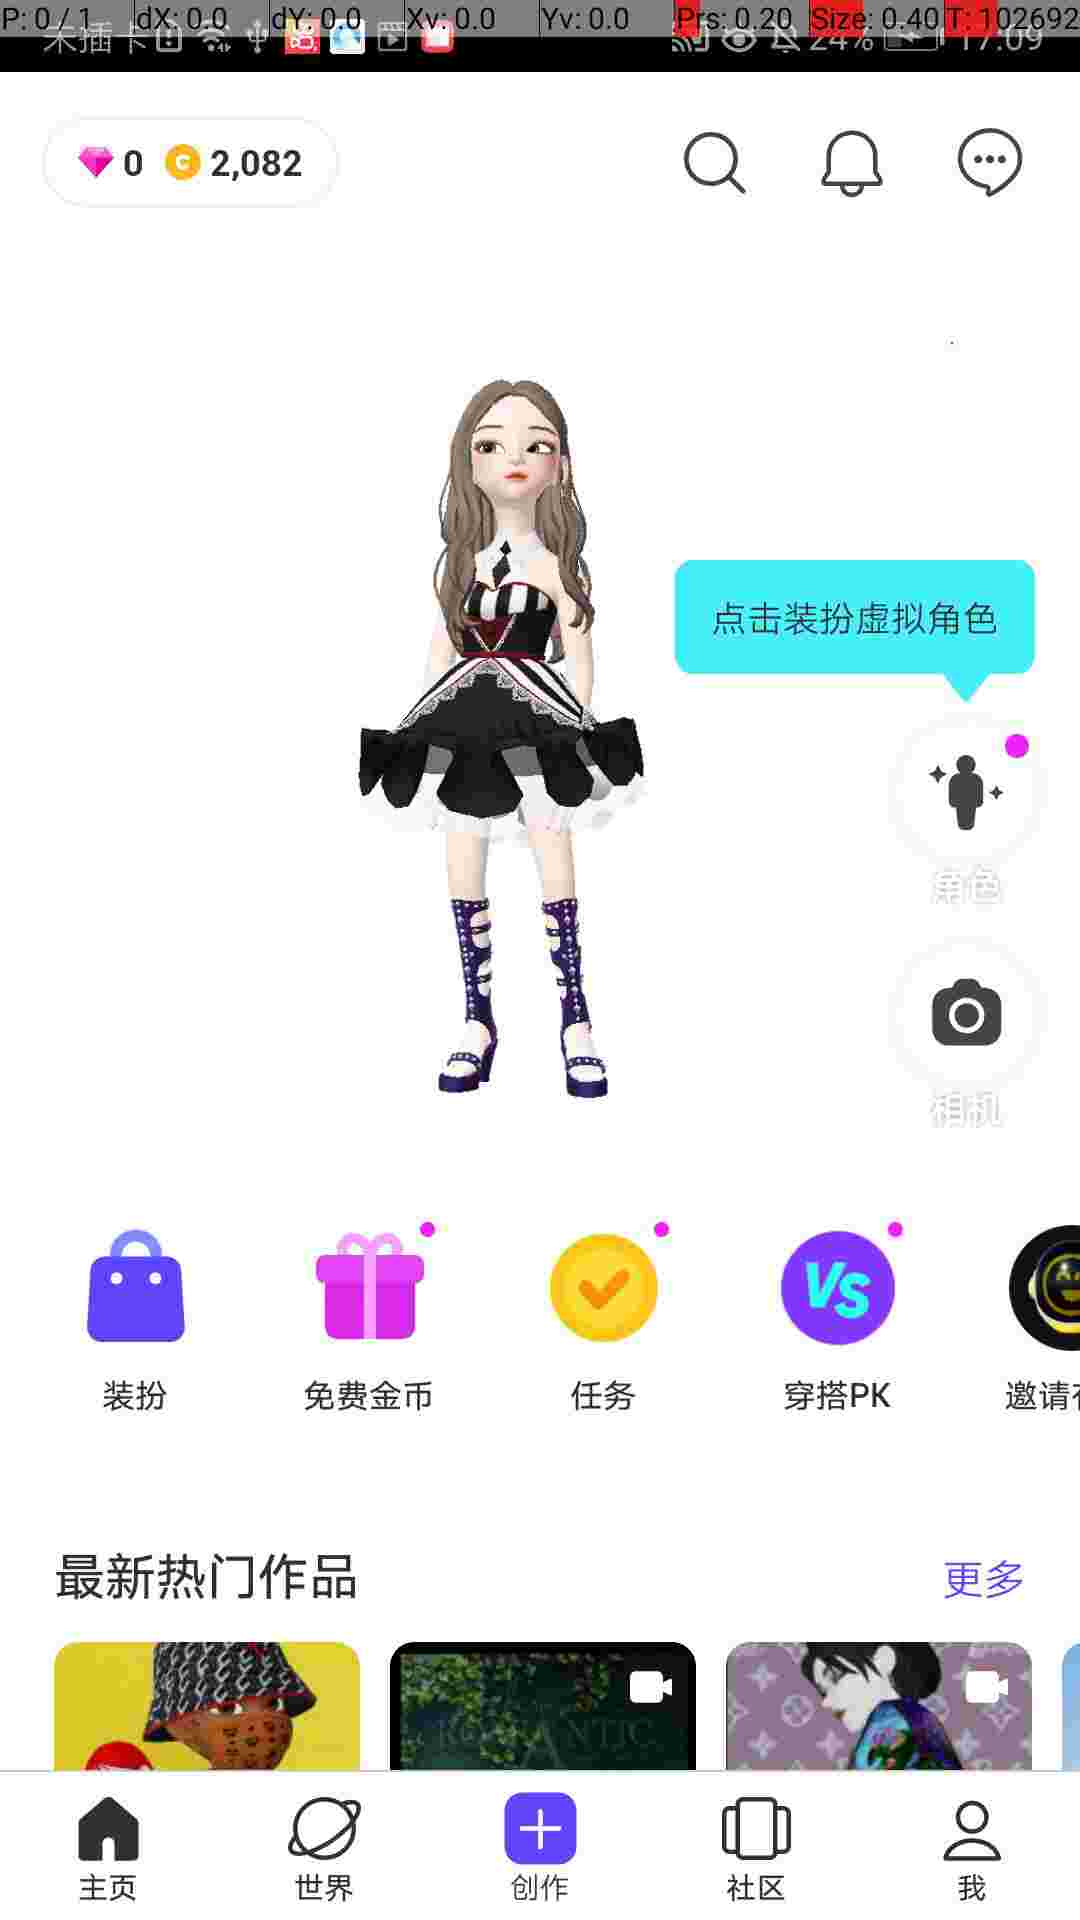 P: 0 / 1 dX: 0.0 dY: 0.0 Xv: 0.0 Yv: 0.0 Prs: 0.20 Size: 0.40 T: 102692
未插卡 24% 17:09
0 2,082
点击装扮虚拟角色
角色
相机
装扮 免费金币 任务 穿搭PK 邀请
最新热门作品 更多
ROMANTIC
主页 世界 创作 社区 我